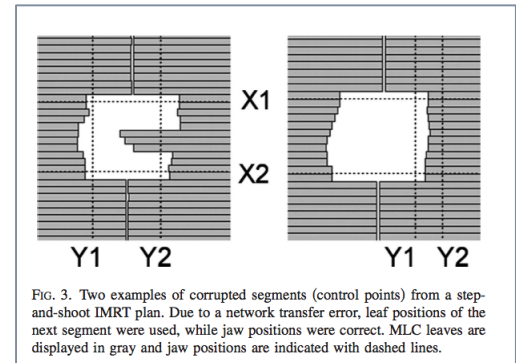 X1
X2
Y1 Y2
Y1 Y2
FIG. 3. Two examples of corrupted segments (control points) from a step-
and-shoot IMRT plan. Due to a network transfer error, leaf positions of
the next segment were used, while jaw positions were correct. MLC leaves are
displayed in gray and jaw positions are indicated with dashed lines.